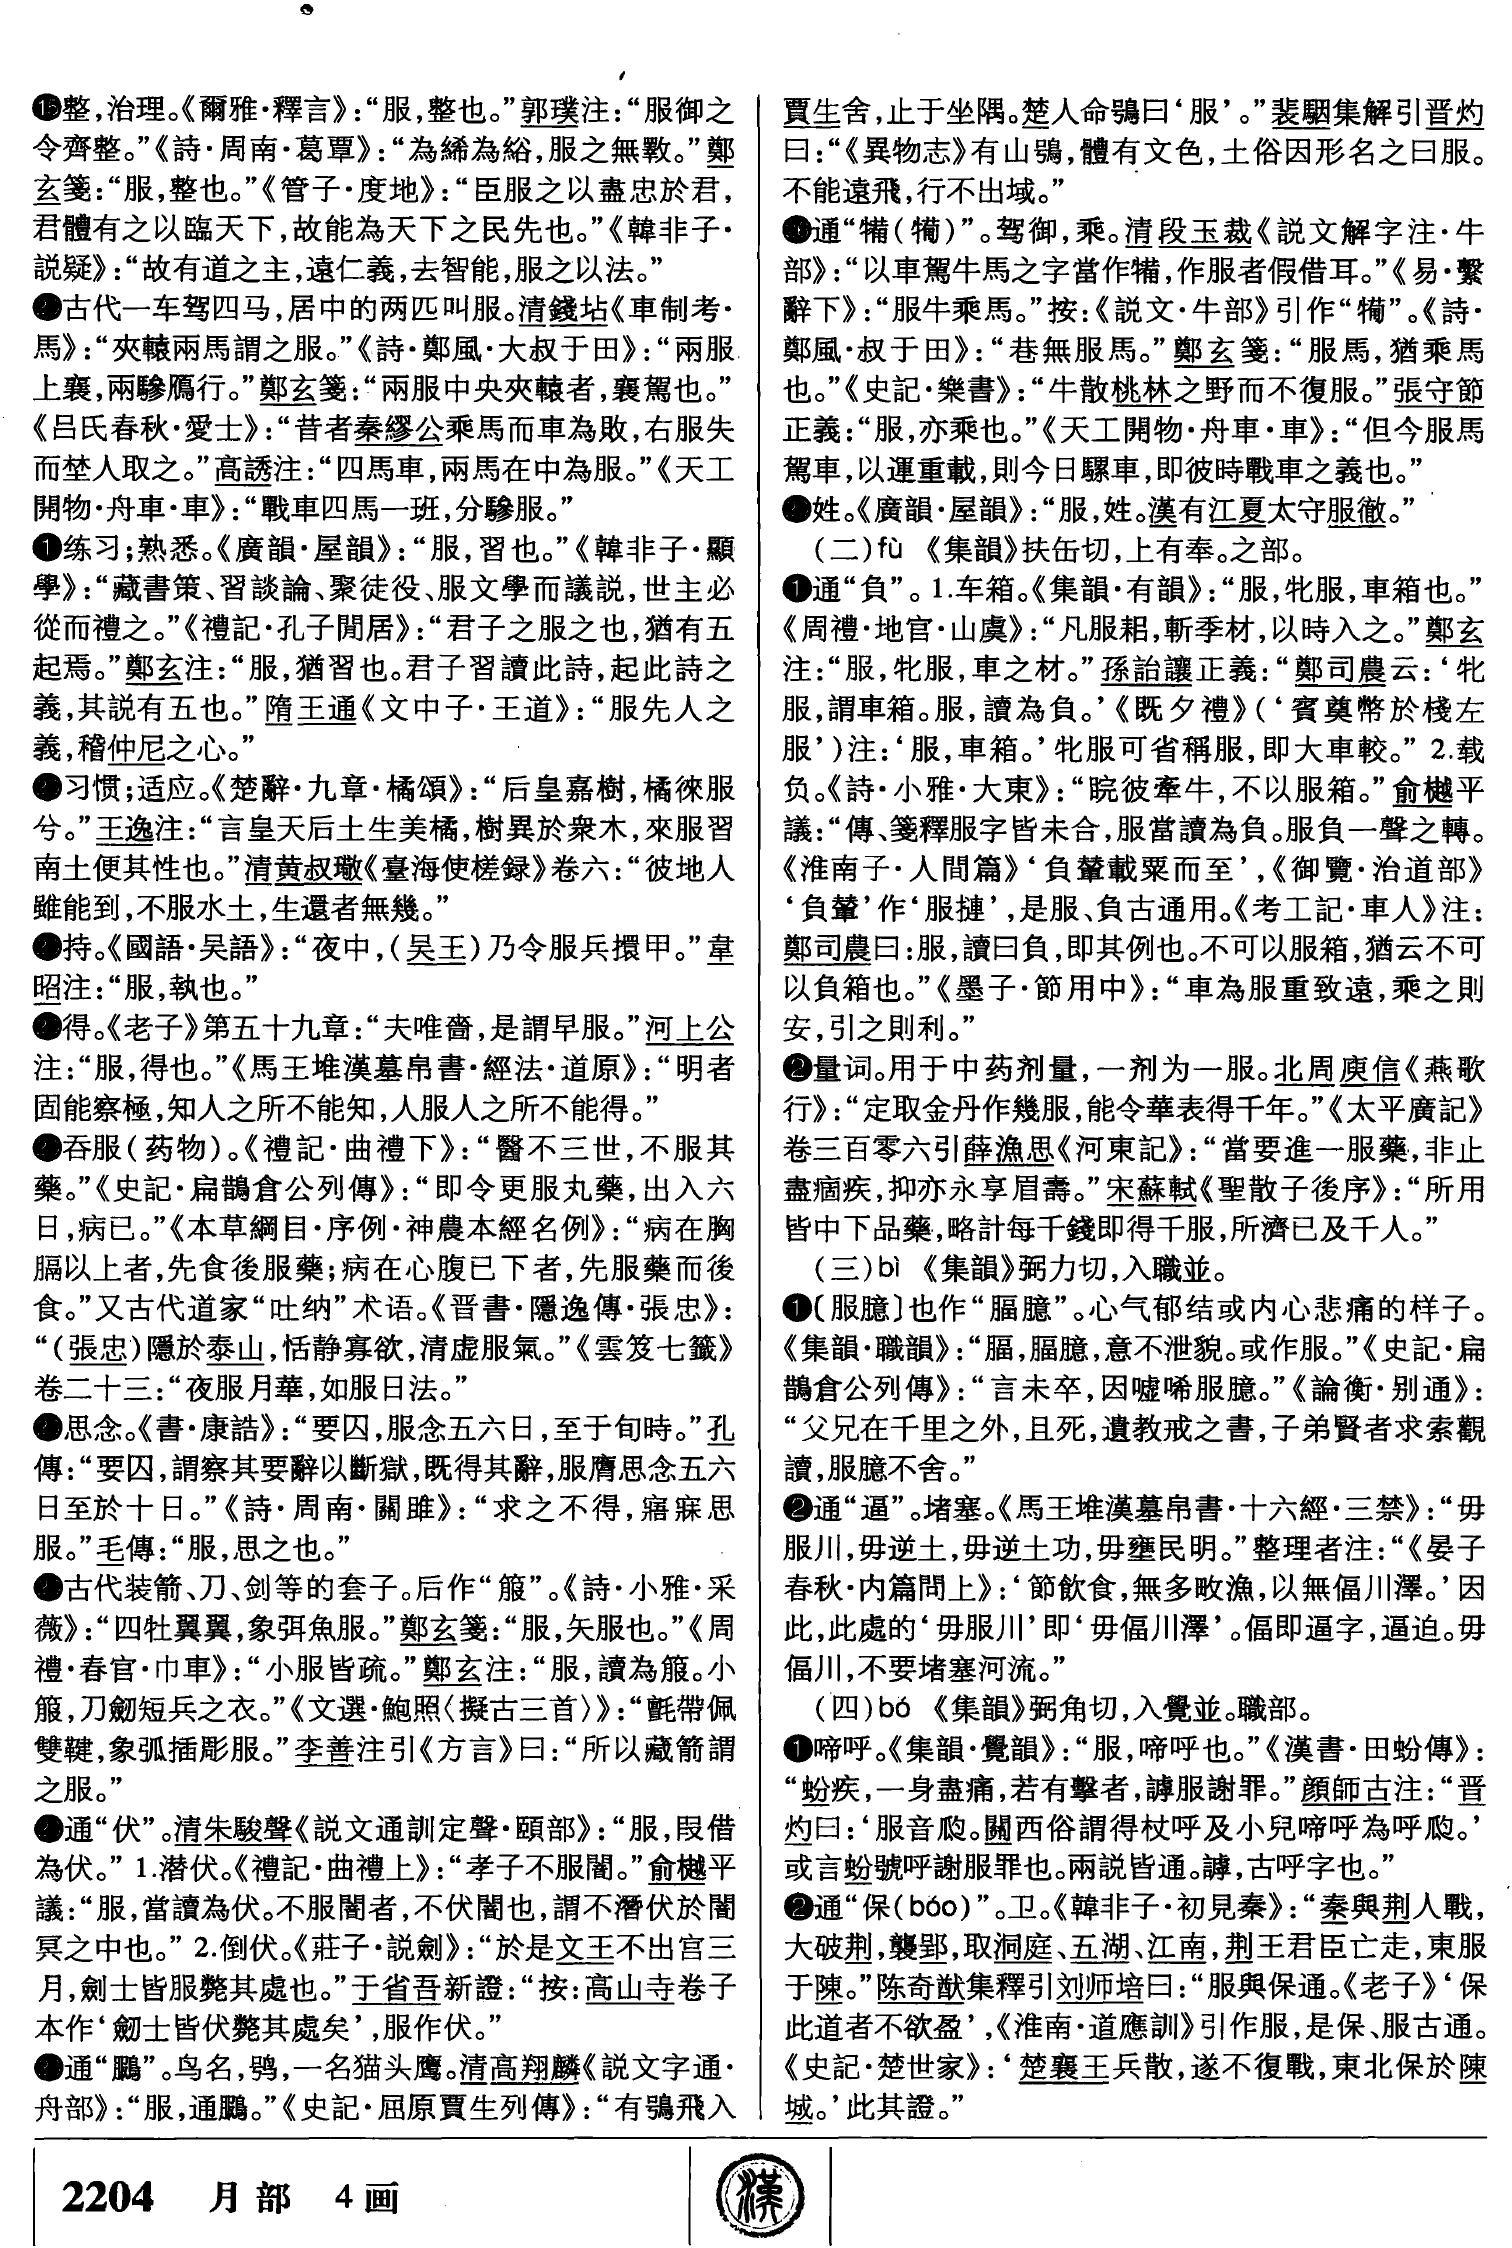 ⓯整,治理。《爾雅·釋言》:“服,整也。”郭璞注:“服御之
令齊整。”《詩·周南·葛覃》:“為絺為綌,服之無斁。”鄭
玄箋:“服,整也。”《管子·度地》:“臣服之以盡忠於君,
君體有之以臨天下,故能為天下之民先也。”《韓非子·
説疑》:“故有道之主,遠仁義,去智能,服之以法。”
古代一车驾四马,居中的两匹叫服。清錢坫《車制考·
馬》:“夾轅兩馬謂之服。”《詩·鄭風·大叔于田》:“兩服
上襄,兩驂鴈行。”鄭玄箋:“兩服中央夾轅者,襄駕也。”
《吕氏春秋·愛士》:“昔者秦繆公乘馬而車為敗,右服失
而埜人取之。”高誘注:“四馬車,兩馬在中為服。”《天工
開物·舟車·車》:“戰車四馬一班,分驂服。”
练习;熟悉。《廣韻·屋韻》:“服,習也。”《韓非子·顯
學》:“藏書策、習談論、聚徒役、服文學而議説,世主必
從而禮之。”《禮記·孔子閒居》:“君子之服之也,猶有五
起焉。”鄭玄注:“服,猶習也。君子習讀此詩,起此詩之
義,其説有五也。”隋王通《文中子·王道》:“服先人之
義,稽仲尼之心。”
习惯;适应。《楚辭·九章·橘頌》:“后皇嘉樹,橘徠服
兮。”王逸注:“言皇天后土生美橘,樹異於衆木,來服習
南土便其性也。”清黄叔璥《臺海使槎録》卷六:“彼地人
雖能到,不服水土,生還者無幾。”
持。《國語·吴語》:“夜中,(吴王)乃令服兵擐甲。”韋
昭注:“服,執也。”
得。《老子》第五十九章:“夫唯嗇,是謂早服。”河上公
注:“服,得也。”《馬王堆漢墓帛書·經法·道原》:“明者
固能察極,知人之所不能知,人服人之所不能得。”
吞服(药物)。《禮記·曲禮下》:“醫不三世,不服其
藥。”《史記·扁鵲倉公列傳》:“即令更服丸藥,出入六
日,病已。”《本草綱目·序例·神農本經名例》:“病在胸
膈以上者,先食後服藥;病在心腹已下者,先服藥而後
食。”又古代道家“吐纳”术语。《晋書·隱逸傳·張忠》:
“(張忠)隱於泰山,恬静寡欲,清虚服氣。”《雲笈七籤》
卷二十三:“夜服月華,如服日法。”
思念。《書·康誥》:“要囚,服念五六日,至于旬時。”孔
傳:“要囚,謂察其要辭以斷獄,既得其辭,服膺思念五六
日至於十日。”《詩·周南·關雎》:“求之不得,寤寐思
服。”毛傳:“服,思之也。”
古代装箭、刀、剑等的套子。后作“箙”。《詩·小雅·采
薇》:“四牡翼翼,象弭魚服。”鄭玄箋:“服,矢服也。”《周
禮·春官·巾車》:“小服皆疏。”鄭玄注:“服,讀為箙。小
箙,刀劒短兵之衣。”《文選·鮑照〈擬古三首〉》:“氈帶佩
雙鞬,象弧插彫服。”李善注引《方言》曰:“所以藏箭謂
之服。”
通“伏”。清朱駿聲《説文通訓定聲·頤部》:“服,叚借
為伏。” 1.潜伏。《禮記·曲禮上》:“孝子不服闇。”俞樾平
議:“服,當讀為伏。不服闇者,不伏闇也,謂不潛伏於闇
冥之中也。” 2.倒伏。《莊子·説劍》:“於是文王不出宫三
月,劍士皆服斃其處也。”于省吾新證:“按:高山寺卷子
本作‘劒士皆伏斃其處矣’,服作伏。”
通“鵩”。鸟名,鸮,一名猫头鹰。清高翔麟《説文字通·
舟部》:“服,通鵩。”《史記·屈原賈生列傳》:“有鴞飛入
賈生舍,止于坐隅。楚人命鴞曰‘服’。”裴駰集解引晋灼
曰:“《異物志》有山鴞,體有文色,土俗因形名之曰服。
不能遠飛,行不出域。”
通“犕(㸢)”。驾御,乘。清段玉裁《説文解字注·牛
部》:“以車駕牛馬之字當作犕,作服者假借耳。”《易·繫
辭下》:“服牛乘馬。”按:《説文·牛部》引作“犕”。《詩·
鄭風·叔于田》:“巷無服馬。”鄭玄箋:“服馬,猶乘馬
也。”《史記·樂書》:“牛散桃林之野而不復服。”張守節
正義:“服,亦乘也。”《天工開物·舟車·車》:“但今服馬
駕車,以運重載,則今日騾車,即彼時戰車之義也。”
姓。《廣韻·屋韻》:“服,姓。漢有江夏太守服徹。”
(二)fù 《集韻》扶缶切,上有奉。之部。
❶通“負”。1.车箱。《集韻·有韻》:“服,牝服,車箱也。”
《周禮·地官·山虞》:“凡服耜,斬季材,以時入之。”鄭玄
注:“服,牝服,車之材。”孫詒讓正義:“鄭司農云:‘牝
服,謂車箱。服,讀為負。’《既夕禮》(‘賓奠幣於棧左
服’)注:‘服,車箱。’牝服可省稱服,即大車較。” 2.载
负。《詩·小雅·大東》:“睆彼牽牛,不以服箱。”俞樾平
議:“傳、箋釋服字皆未合,服當讀為負。服負一聲之轉。
《淮南子·人間篇》‘負輦載粟而至’,《御覽·治道部》
‘負輦’作‘服摙’,是服、負古通用。《考工記·車人》注:
鄭司農曰:服,讀曰負,即其例也。不可以服箱,猶云不可
以負箱也。”《墨子·節用中》:“車為服重致遠,乘之則
安,引之則利。”
❷量词。用于中药剂量,一剂为一服。北周庾信《燕歌
行》:“定取金丹作幾服,能令華表得千年。”《太平廣記》
卷三百零六引薛漁思《河東記》:“當要進一服藥,非止
盡痼疾,抑亦永享眉壽。”宋蘇軾《聖散子後序》:“所用
皆中下品藥,略計每千錢即得千服,所濟已及千人。”
(三)bì 《集韻》弼力切,入職並。
❶〔服臆〕也作“腷臆”。心气郁结或内心悲痛的样子。
《集韻·職韻》:“腷,腷臆,意不泄貌。或作服。”《史記·扁
鵲倉公列傳》:“言未卒,因嘘唏服臆。”《論衡·别通》:
“父兄在千里之外,且死,遺教戒之書,子弟賢者求索觀
讀,服臆不舍。”
❷通“逼”。堵塞。《馬王堆漢墓帛書·十六經·三禁》:“毋
服川,毋逆土,毋逆土功,毋壅民明。”整理者注:“《晏子
春秋·内篇問上》:‘節飲食,無多畋漁,以無偪川澤。’因
此,此處的‘毋服川’即‘毋偪川澤’。偪即逼字,逼迫。毋
偪川,不要堵塞河流。”
(四)bó 《集韻》弼角切,入覺並。職部。
❶啼呼。《集韻·覺韻》:“服,啼呼也。”《漢書·田蚡傳》:
“蚡疾,一身盡痛,若有擊者,謼服謝罪。”顔師古注:“晋
灼曰:‘服音瓝。關西俗謂得杖呼及小兒啼呼為呼瓝。’
或言蚡號呼謝服罪也。兩説皆通。謼,古呼字也。”
❷通“保(bǎo)”。卫。《韓非子·初見秦》:“秦與荆人戰,
大破荆,襲郢,取洞庭、五湖、江南,荆王君臣亡走,東服
于陳。”陈奇猷集釋引刘师培曰:“服與保通。《老子》‘保
此道者不欲盈’,《淮南·道應訓》引作服,是保、服古通。
《史記·楚世家》:‘楚襄王兵散,遂不復戰,東北保於陳
城。’此其證。”
2204 月部 4画
漢